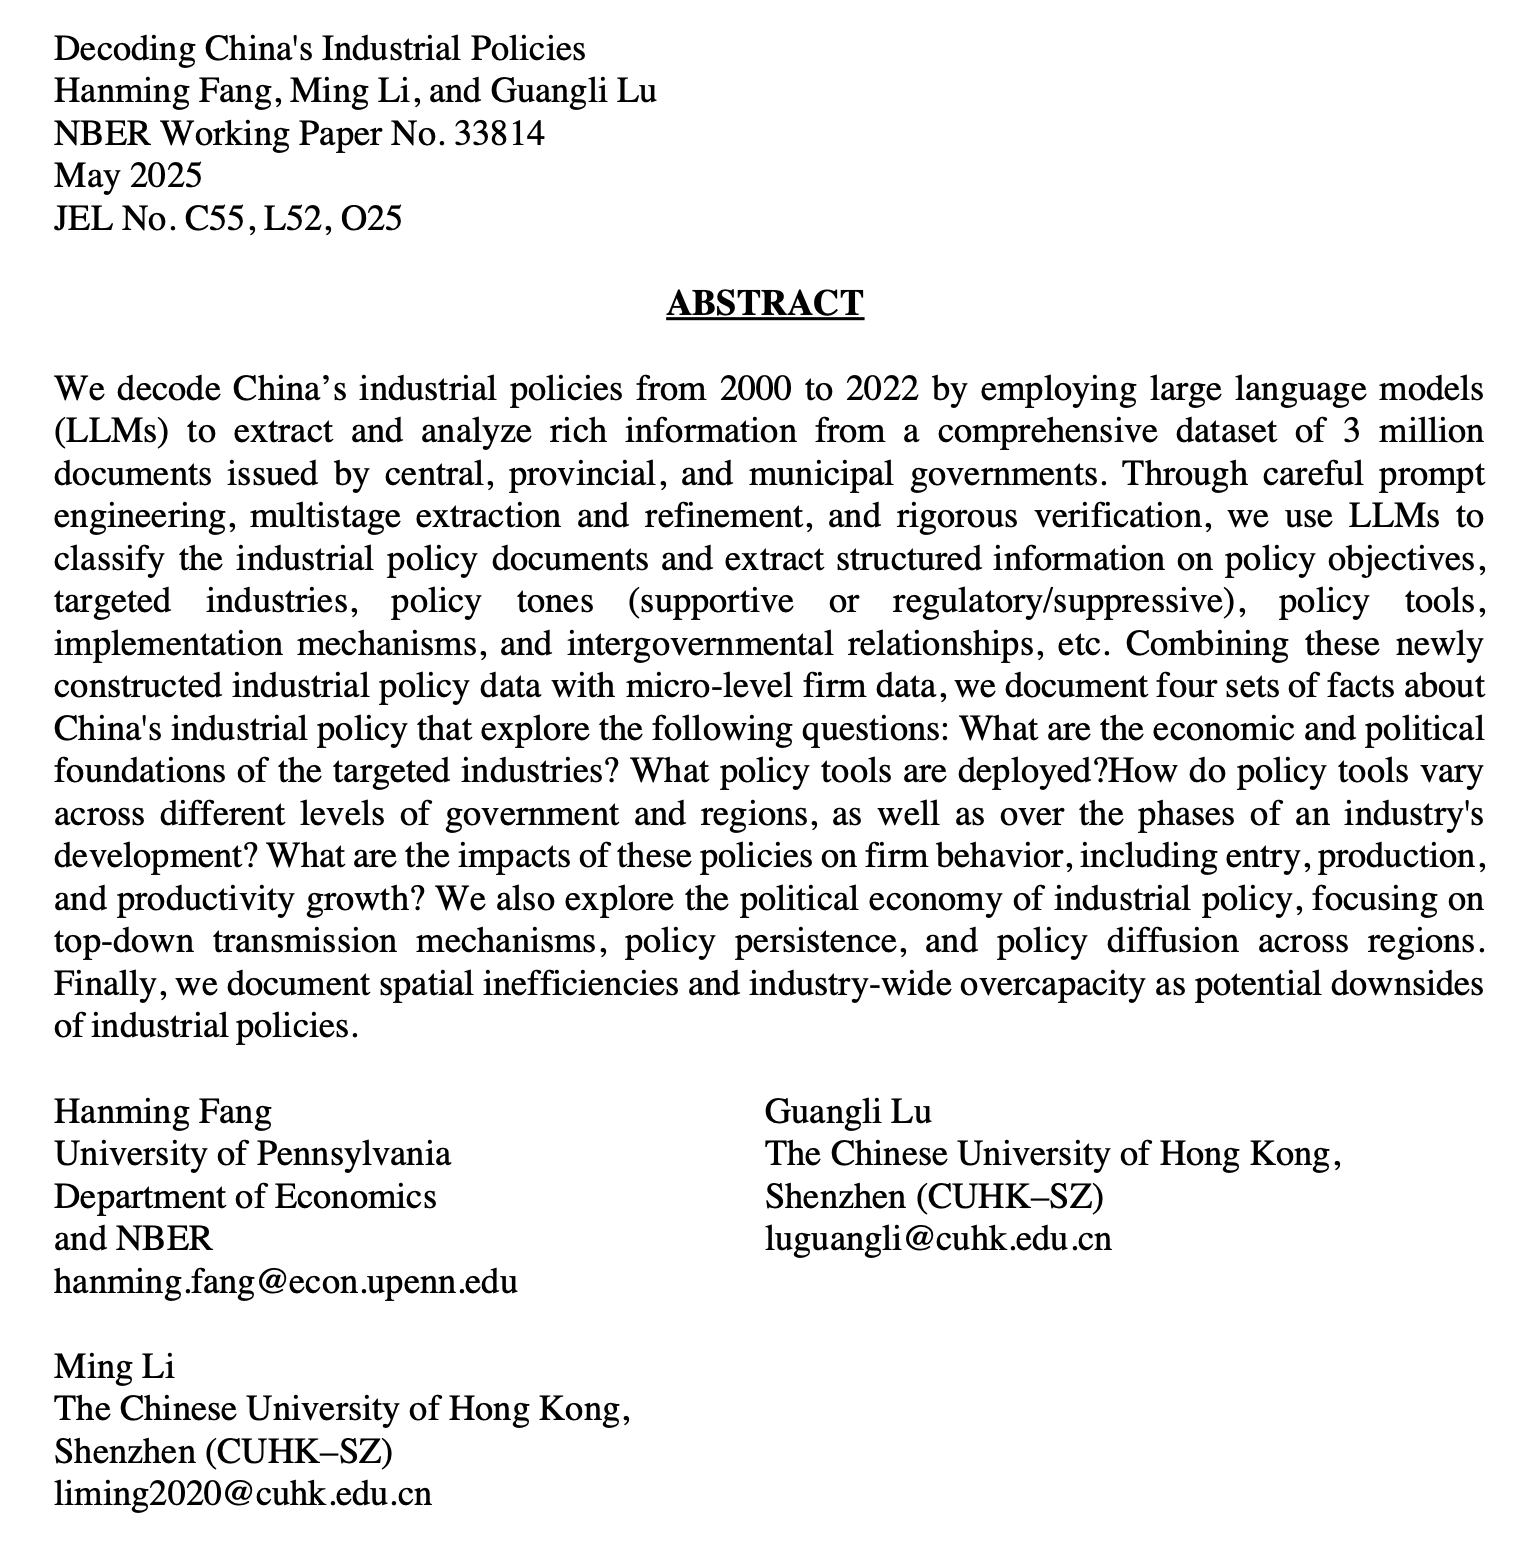 Decoding China's Industrial Policies
Hanming Fang, Ming Li, and Guangli Lu
NBER Working Paper No. 33814
May 2025
JEL No. C55, L52, O25
ABSTRACT
We decode China’s industrial policies from 2000 to 2022 by employing large language models
(LLMs) to extract and analyze rich information from a comprehensive dataset of 3 million
documents issued by central, provincial, and municipal governments. Through careful prompt
engineering, multistage extraction and refinement, and rigorous verification, we use LLMs to
classify the industrial policy documents and extract structured information on policy objectives,
targeted industries, policy tones (supportive or regulatory/suppressive), policy tools,
implementation mechanisms, and intergovernmental relationships, etc. Combining these newly
constructed industrial policy data with micro-level firm data, we document four sets of facts about
China's industrial policy that explore the following questions: What are the economic and political
foundations of the targeted industries? What policy tools are deployed?How do policy tools vary
across different levels of government and regions, as well as over the phases of an industry's
development? What are the impacts of these policies on firm behavior, including entry, production,
and productivity growth? We also explore the political economy of industrial policy, focusing on
top-down transmission mechanisms, policy persistence, and policy diffusion across regions.
Finally, we document spatial inefficiencies and industry-wide overcapacity as potential downsides
of industrial policies.
Hanming Fang
University of Pennsylvania
Department of Economics
and NBER
hanming.fang@econ.upenn.edu
Guangli Lu
The Chinese University of Hong Kong,
Shenzhen (CUHK–SZ)
luguangli@cuhk.edu.cn
Ming Li
The Chinese University of Hong Kong,
Shenzhen (CUHK–SZ)
liming2020@cuhk.edu.cn